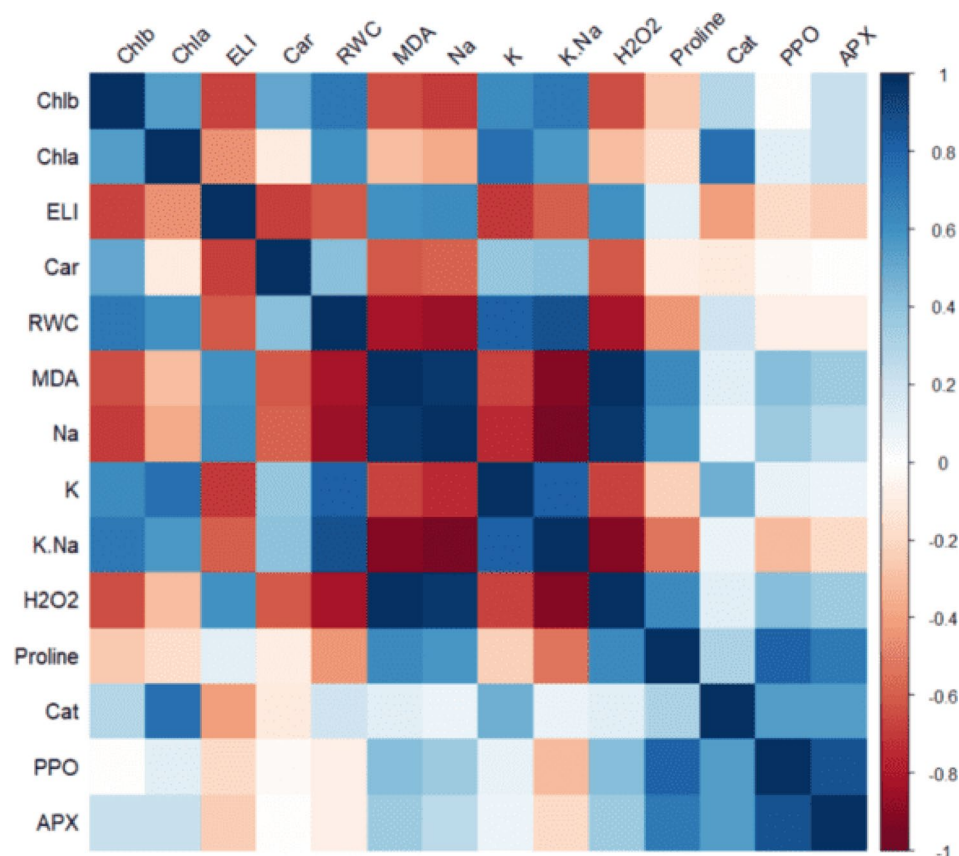 Chlb Chla ELI Car RWC MDA Na K K.Na H2O2 Proline Cat PPO APX
Chlb
Chla
ELI
Car
RWC
MDA
Na
K
K.Na
H2O2
Proline
Cat
PPO
APX
1
0.8
0.6
0.4
0.2
0
-0.2
-0.4
-0.6
-0.8
-1